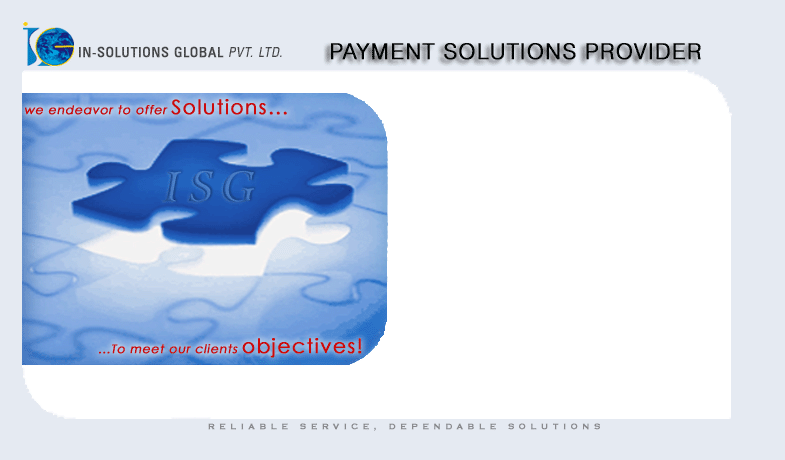 IN-SOLUTIONS GLOBAL PVT. LTD.
PAYMENT SOLUTIONS PROVIDER
we endeavor to offer Solutions...
ISG
...To meet our clients objectives!
RELIABLE SERVICE, DEPENDABLE SOLUTIONS